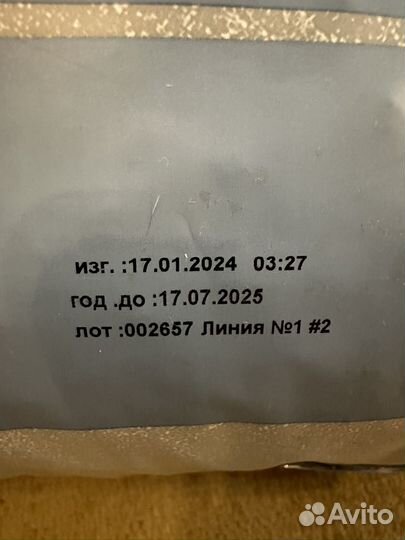 изг. :17.01.2024 03:27
год .до :17.07.2025
лот :002657 Линия №1 #2
Avito